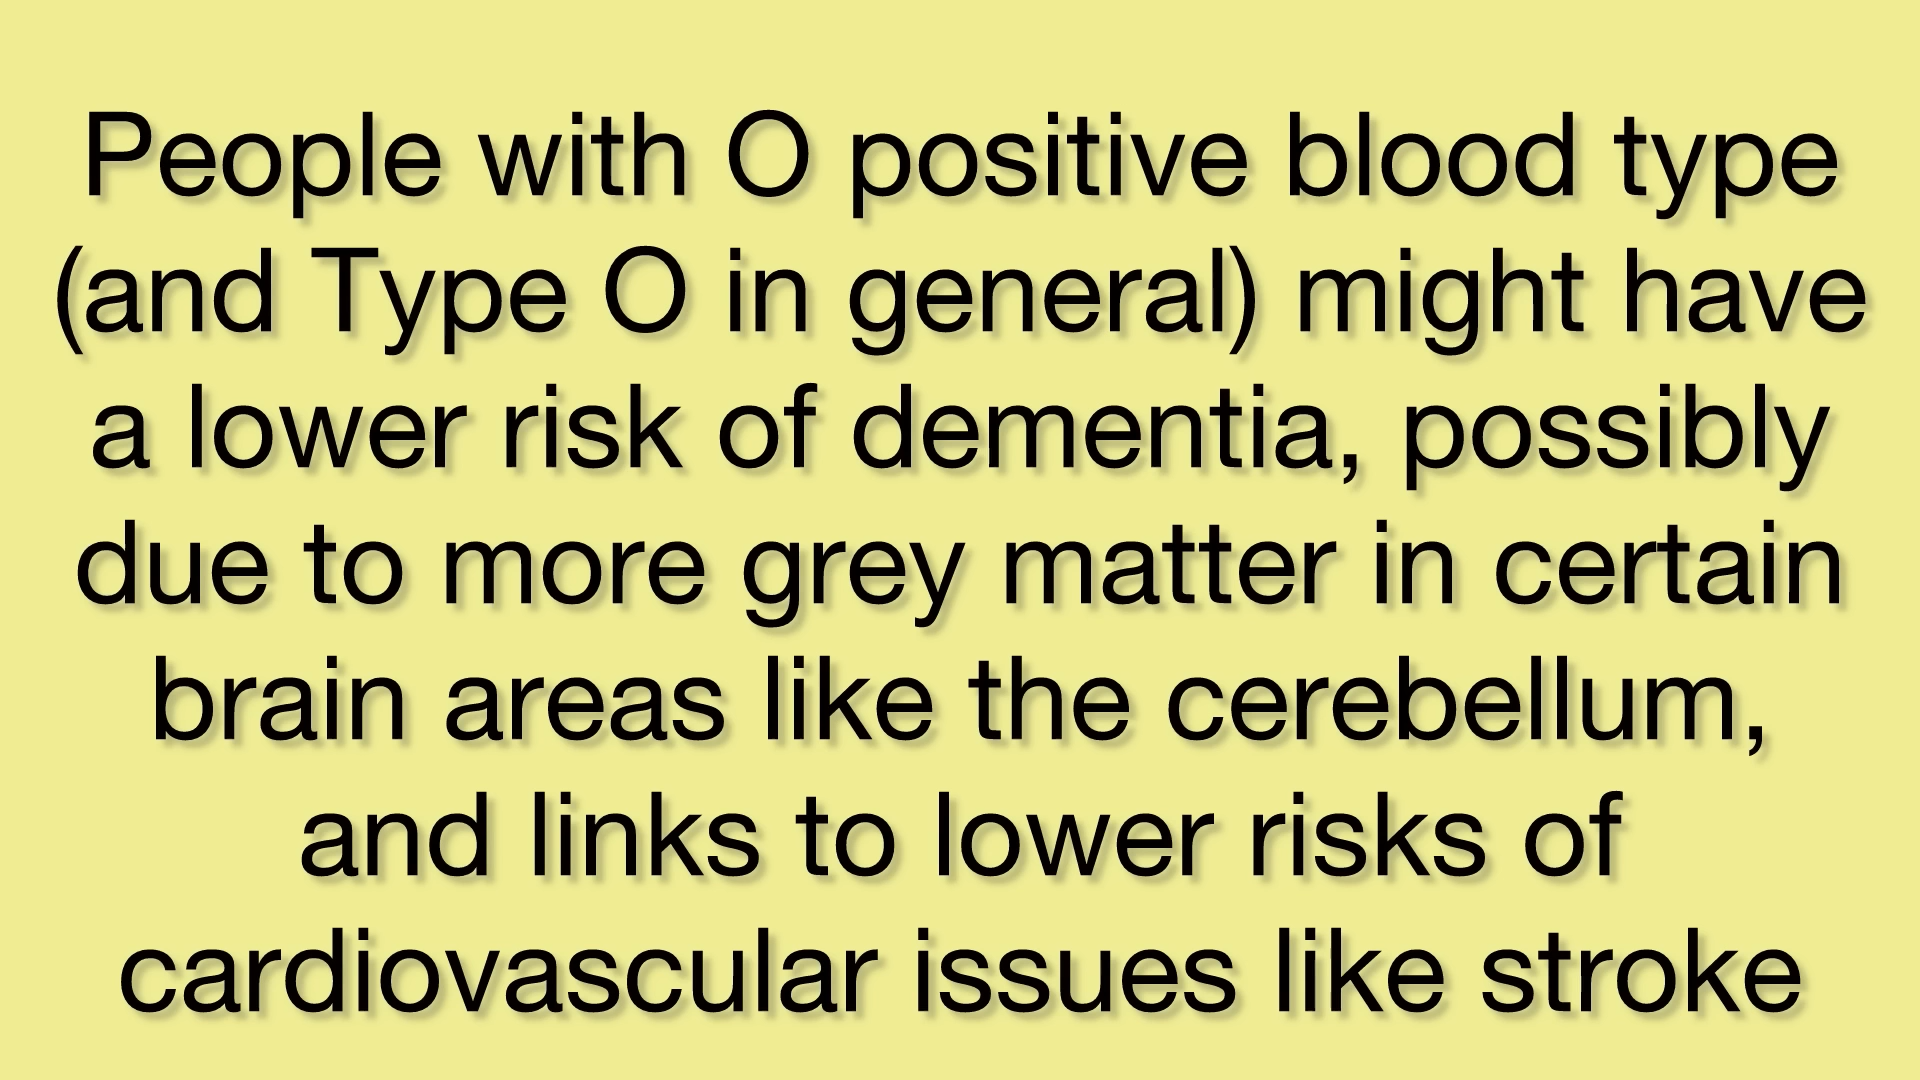 People with O positive blood type
(and Type O in general) might have
a lower risk of dementia, possibly
due to more grey matter in certain
brain areas like the cerebellum,
and links to lower risks of
cardiovascular issues like stroke